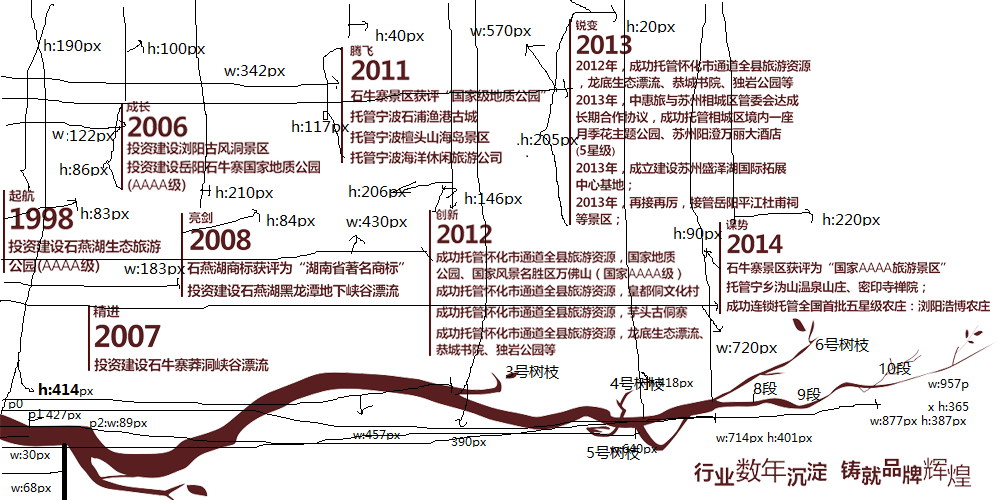 h:190px
h:100px
w:342px
h:40px
w:570px
h:20px
锐变
2013
2012年，成功托管怀化市通道全县旅游资源
，龙底生态漂流、恭城书院、独岩公园等
2013年，中惠旅与苏州相城区管委会达成
长期合作协议，成功托管相城区境内一座
月季花主题公园、苏州阳澄万丽大酒店
(5星级)
2013年，成立建设苏州盛泽湖国际拓展
中心基地；
2013年，再接再厉，接管岳阳平江杜甫祠
等景区；
h:205px
腾飞
2011
石牛寨景区获评“国家级地质公园”
托管宁波石浦渔港古城
托管宁波檀头山海岛景区
托管宁波海洋休闲旅游公司
h:117px
成长
2006
投资建设浏阳古风洞景区
投资建设岳阳石牛寨国家地质公园
(AAAA级)
w:122px
h:86px
h:210px
h:206px
h:146px
起航
1998
投资建设石燕湖生态旅游
公园(AAAA级)
h:83px
w:183px
亮剑
2008
石燕湖商标获评为“湖南省著名商标”
投资建设石燕湖黑龙潭地下峡谷漂流
h:84px
w:430px
创新
2012
成功托管怀化市通道全县旅游资源，国家地质
公园、国家风景名胜区万佛山（国家AAAA级）
成功托管怀化市通道全县旅游资源，皇都侗文化村
成功托管怀化市通道全县旅游资源，芋头古侗寨
成功托管怀化市通道全县旅游资源，龙底生态漂流、
恭城书院、独岩公园等
h:90px
h:220px
谋势
2014
石牛寨景区获评为“国家AAAA旅游景区”
托管宁乡沩山温泉山庄、密印寺禅院；
成功连锁托管全国首批五星级农庄：浏阳浩博农庄
w:720px
精进
2007
投资建设石牛寨莽洞峡谷漂流
h:414px
p0
p1 427px
p2:w:89px
w:30px
w:68px
w:457px
390px
3号树枝
4号树枝
h:418px
5号树枝
w:640px
6号树枝
8段
9段
10段
w:957p
x h:365
w:877px h:387px
w:714px h:401px
行业数年沉淀 铸就品牌辉煌